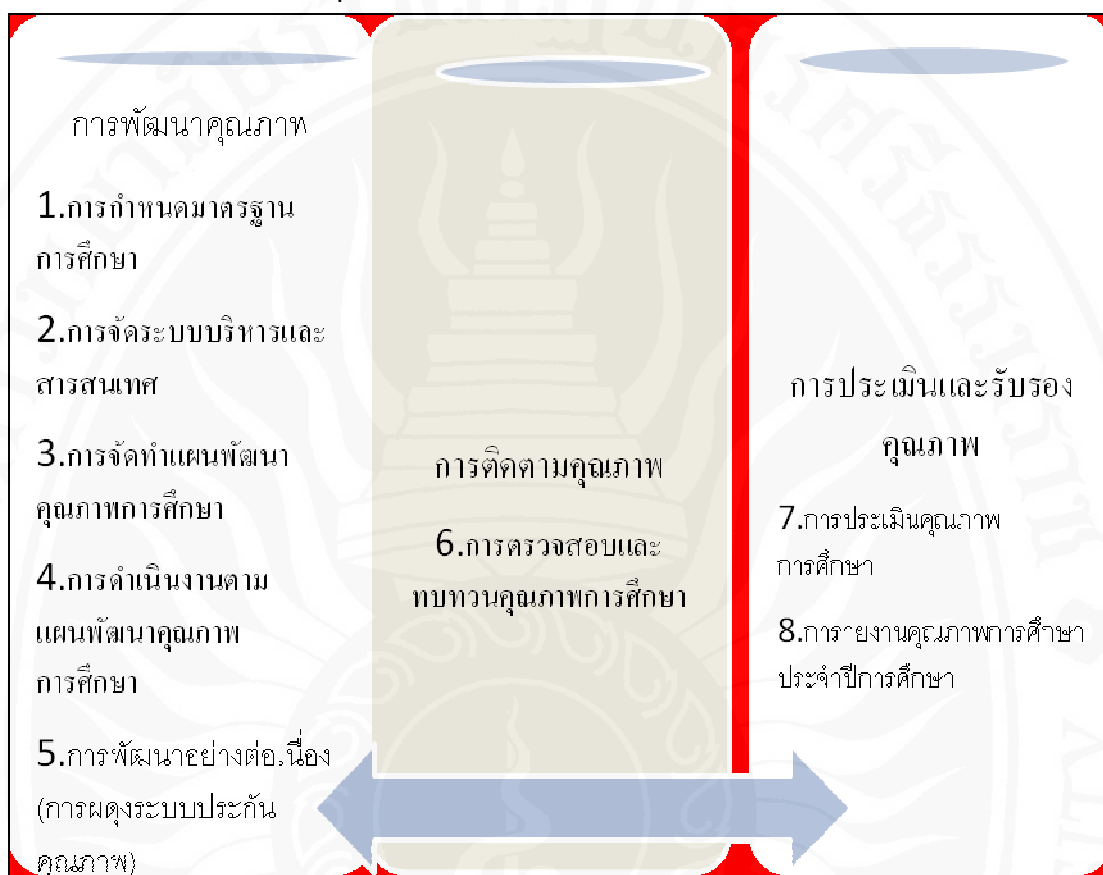 การพัฒนาคุณภาพ
1.การกำหนดมาตรฐาน
การศึกษา
2.การจัดระบบบริหารและ
สารสนเทศ
3.การจัดทำแผนพัฒนา
คุณภาพการศึกษา
4.การดำเนินงานตาม
แผนพัฒนาคุณภาพ
การศึกษา
5.การพัฒนาอย่างต่อเนื่อง
(การผดุงระบบประกัน
คุณภาพ)
การติดตามคุณภาพ
6.การตรวจสอบและ
ทบทวนคุณภาพการศึกษา
การประเมินและรับรอง
คุณภาพ
7.การประเมินคุณภาพ
การศึกษา
8.การายงานคุณภาพการศึกษา
ประจำปีการศึกษา